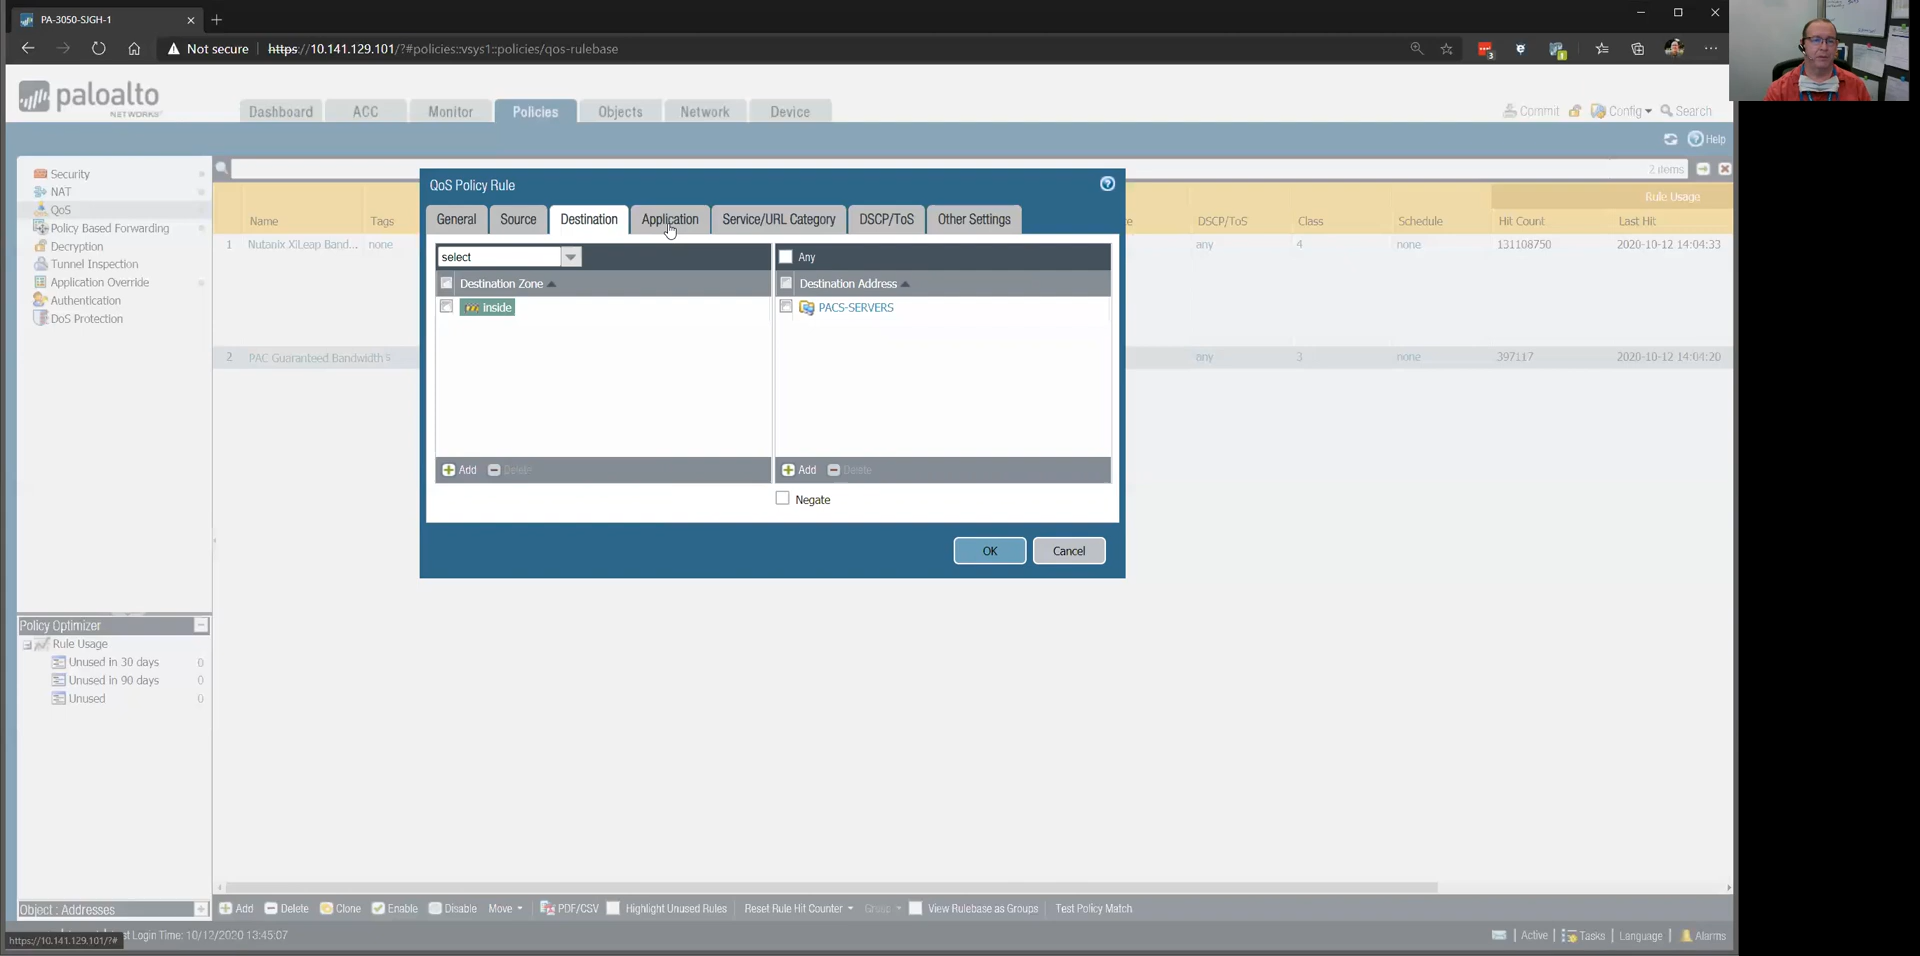 PA-3050-SJGH-1
Not secure | https://10.141.129.101/?#policies::vsys1::policies/qos-rulebase
3
paloalto
NETWORKS
Dashboard ACC Monitor Policies Objects Network Device
Commit Config Search
Help
Security
NAT
QoS
Policy Based Forwarding
Decryption
Tunnel Inspection
Application Override
Authentication
DoS Protection
2 items
Rule Usage
Name Tags DSCP/ToS Class Schedule Hit Count Last Hit
1 Nutanix XiLeap Band... none any 4 none 131108750 2020-10-12 14:04:33
2 PAC Guaranteed Bandwidth any 3 none 397117 2020-10-12 14:04:20
QoS Policy Rule
General Source Destination Application Service/URL Category DSCP/ToS Other Settings
select Any
Destination Zone Destination Address
inside PACS-SERVERS
Add Delete Add Delete
Negate
OK Cancel
Policy Optimizer
Rule Usage
Unused in 30 days 0
Unused in 90 days 0
Unused 0
Object : Addresses
Add Delete Clone Enable Disable Move PDF/CSV Highlight Unused Rules Reset Rule Hit Counter Group View Rulebase as Groups Test Policy Match
https://10.141.129.101/?#
Login Time: 10/12/2020 13:45:07
Active Tasks Language Alarms